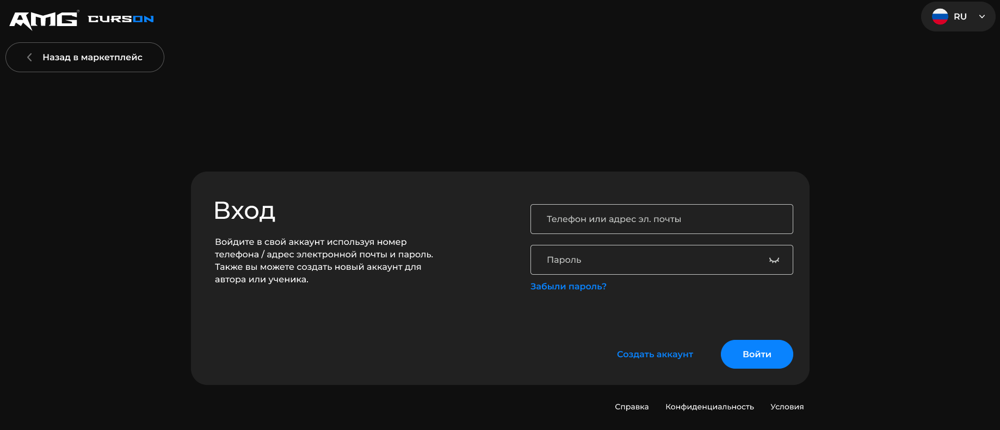 AMG® CURSON
RU
Назад в маркетплейс
Вход
Войдите в свой аккаунт используя номер
телефона / адрес электронной почты и пароль.
Также вы можете создать новый аккаунт для
автора или ученика.
Телефон или адрес эл. почты
Пароль
Забыли пароль?
Создать аккаунт
Войти
Справка
Конфиденциальность
Условия